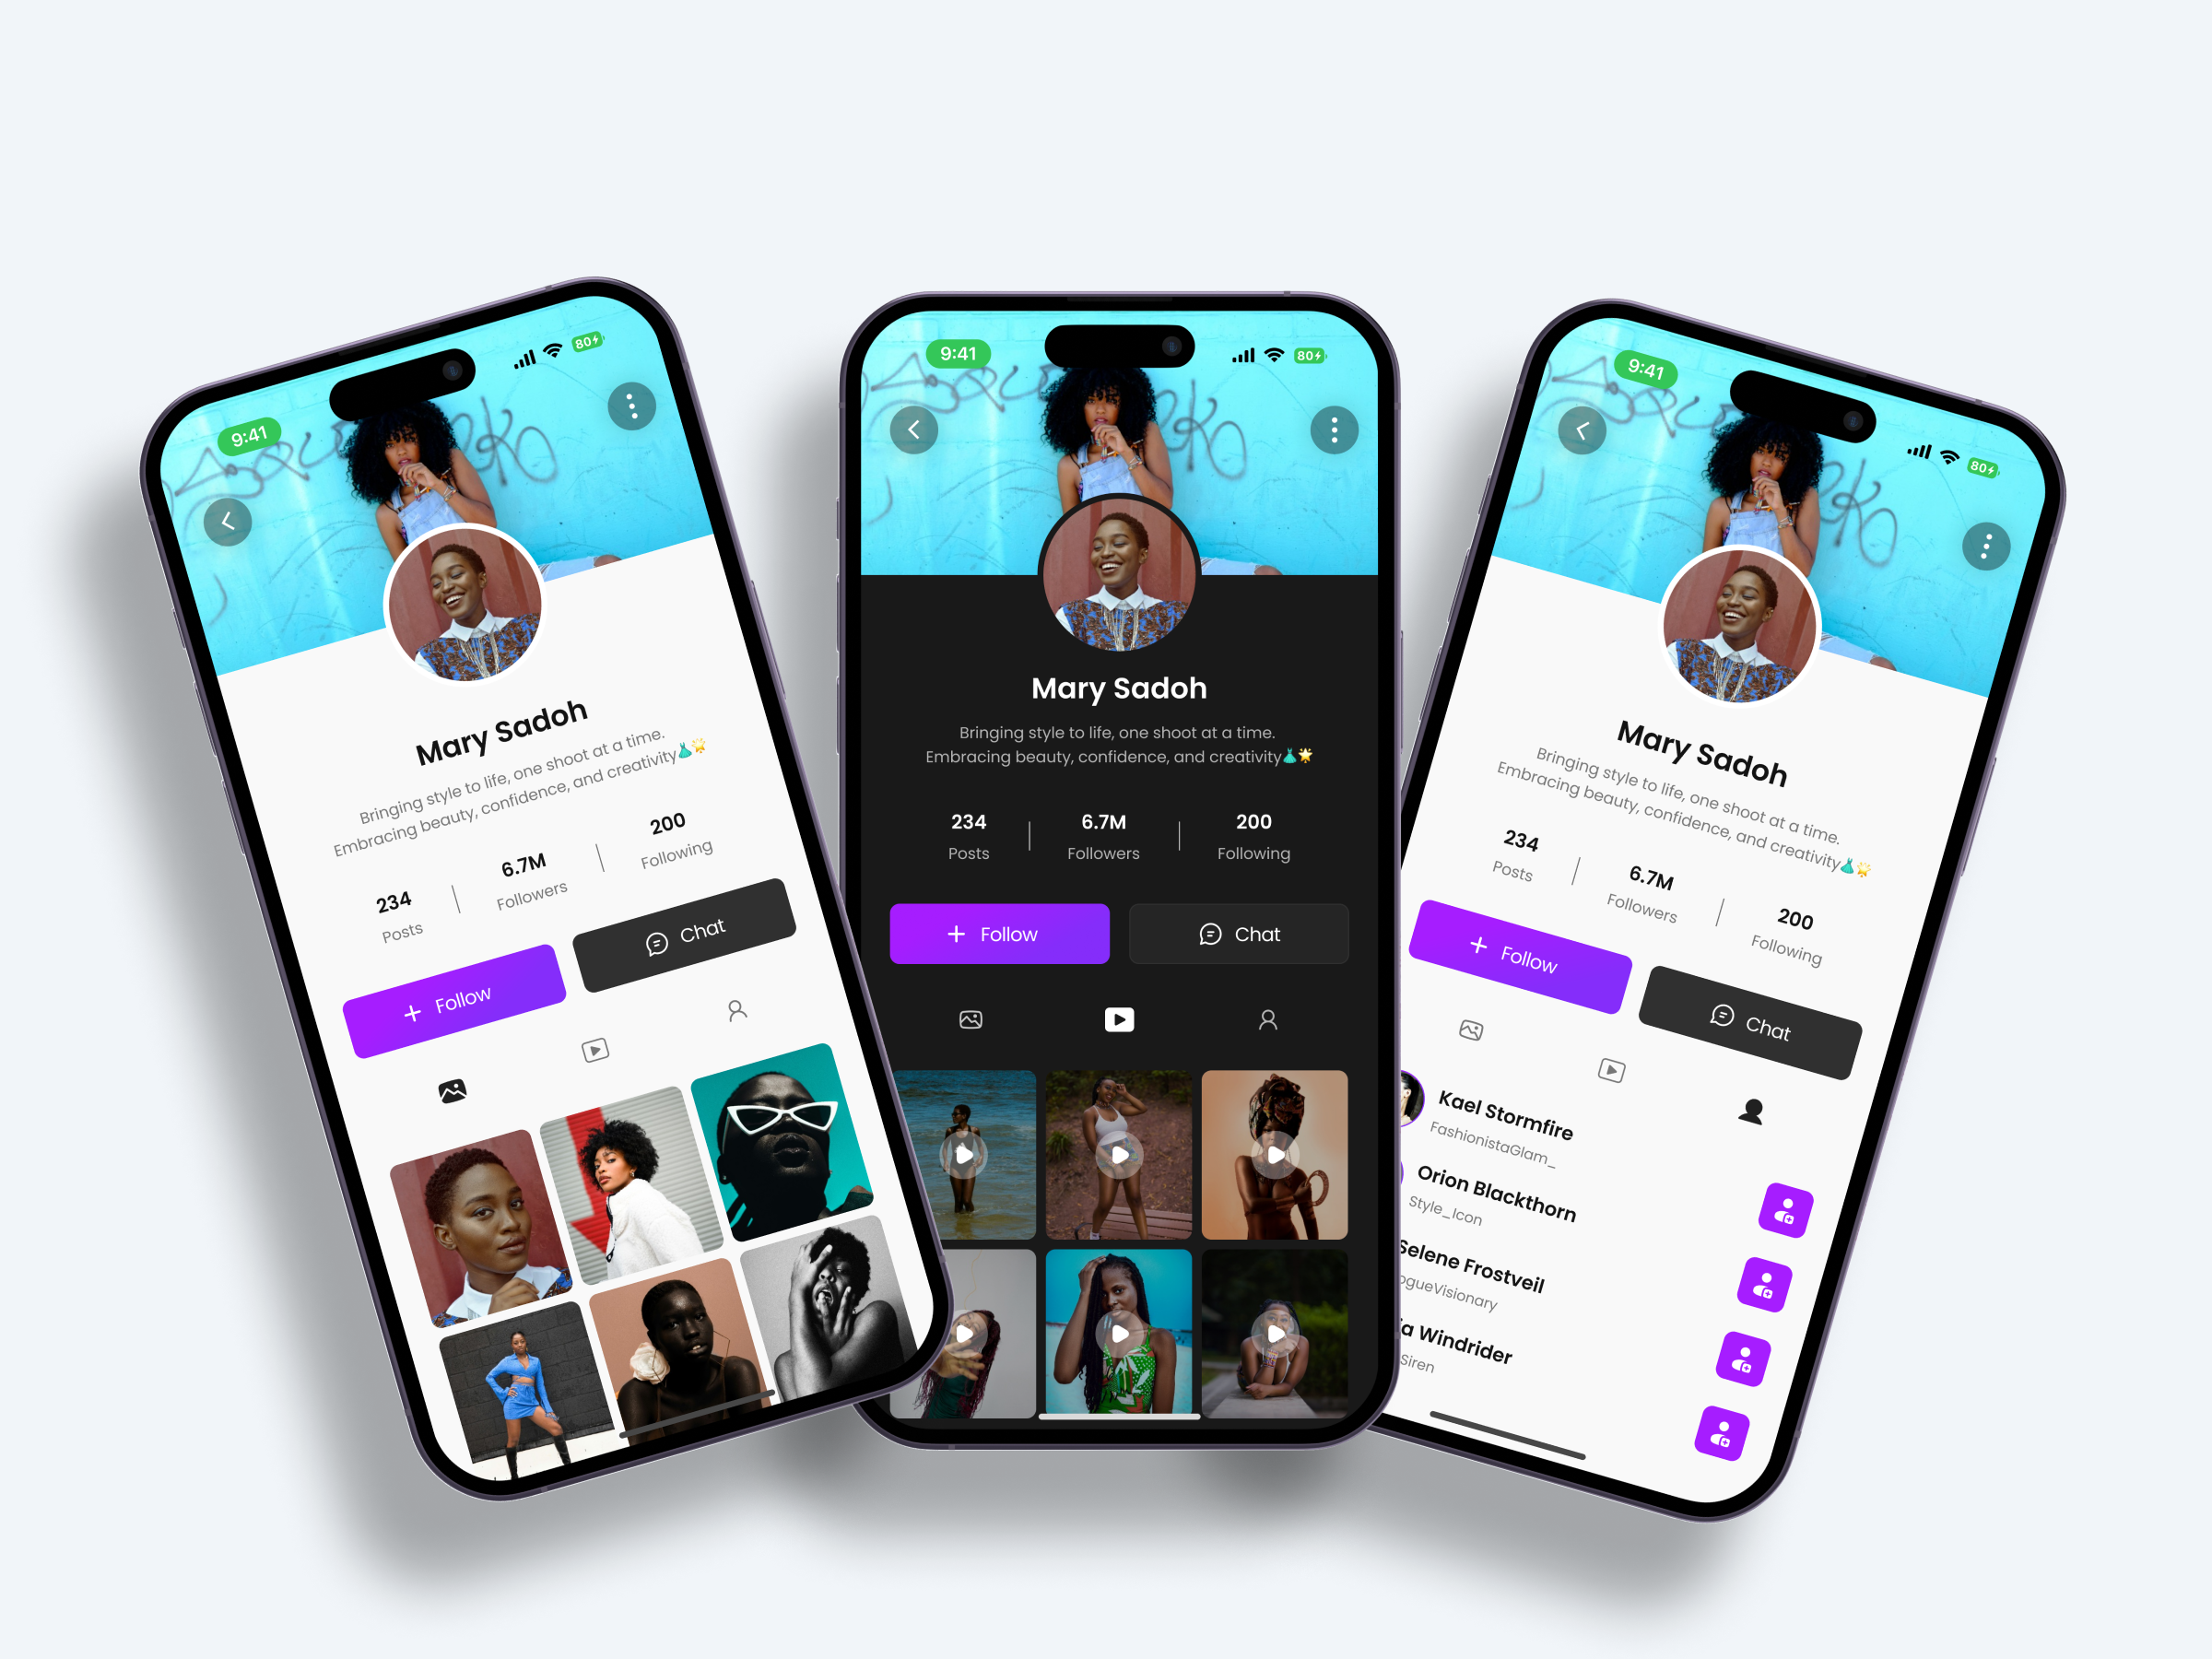 9:41
80
Mary Sadoh
Bringing style to life, one shoot at a time.
Embracing beauty, confidence, and creativity👗🌟
234
Posts
6.7M
Followers
200
Following
+ Follow
Chat
9:41
80
Mary Sadoh
Bringing style to life, one shoot at a time.
Embracing beauty, confidence, and creativity👗🌟
234
Posts
6.7M
Followers
200
Following
+ Follow
Chat
9:41
80
Mary Sadoh
Bringing style to life, one shoot at a time.
Embracing beauty, confidence, and creativity👗🌟
234
Posts
6.7M
Followers
200
Following
+ Follow
Chat
Kael Stormfire
FashionistaGlam_
Orion Blackthorn
Style_Icon
Selene Frostveil
ogueVisionary
Windrider
Siren